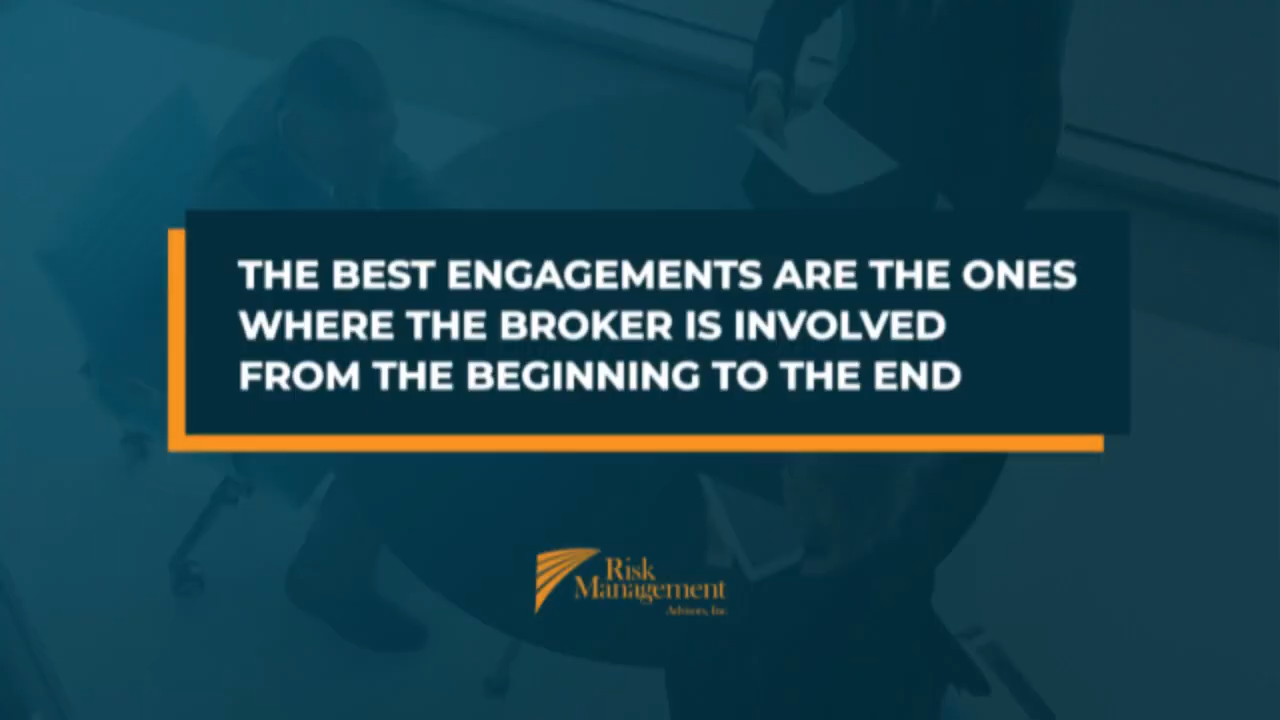 THE BEST ENGAGEMENTS ARE THE ONES
WHERE THE BROKER IS INVOLVED
FROM THE BEGINNING TO THE END
Risk
Management
Advisors, Inc.